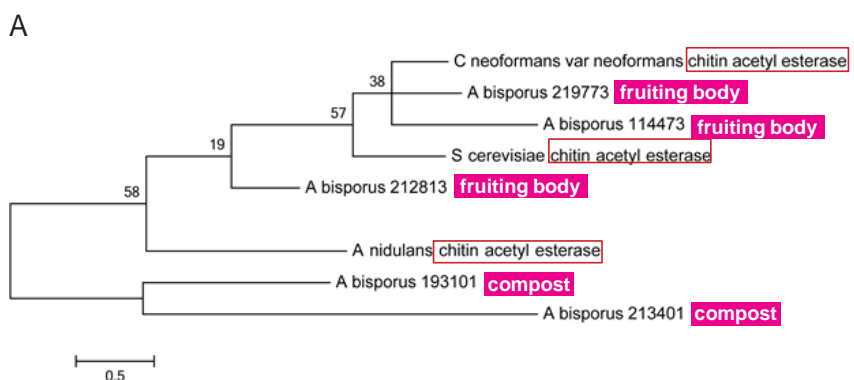 A
C neoformans var neoformans chitin acetyl esterase
38
A bisporus 219773 fruiting body
57
A bisporus 114473 fruiting body
19
S cerevisiae chitin acetyl esterase
58
A bisporus 212813 fruiting body
A nidulans chitin acetyl esterase
A bisporus 193101 compost
A bisporus 213401 compost
0.5